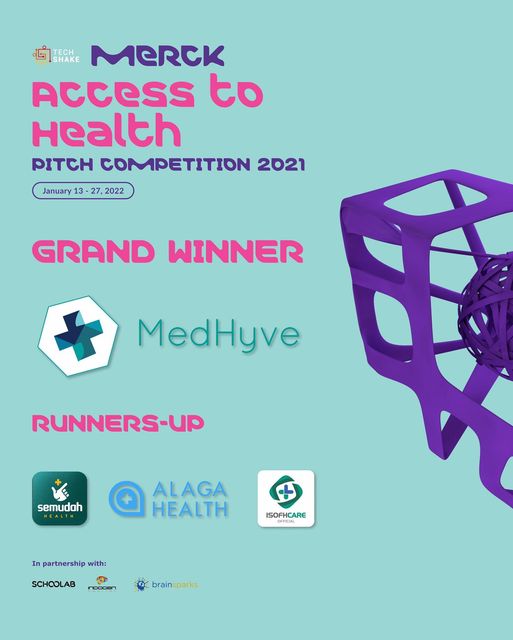 TECH
SHAKE
MERCK
Access to
Health
PITCH COMPETITION 2021
January 13 - 27, 2022
GRAND WINNER
MedHyve
RUNNERS-UP
semudah
HEALTH
ALAGA
HEALTH
ISOFHCARE
OFFICIAL
In partnership with:
SCHOOLAB
brainsparks